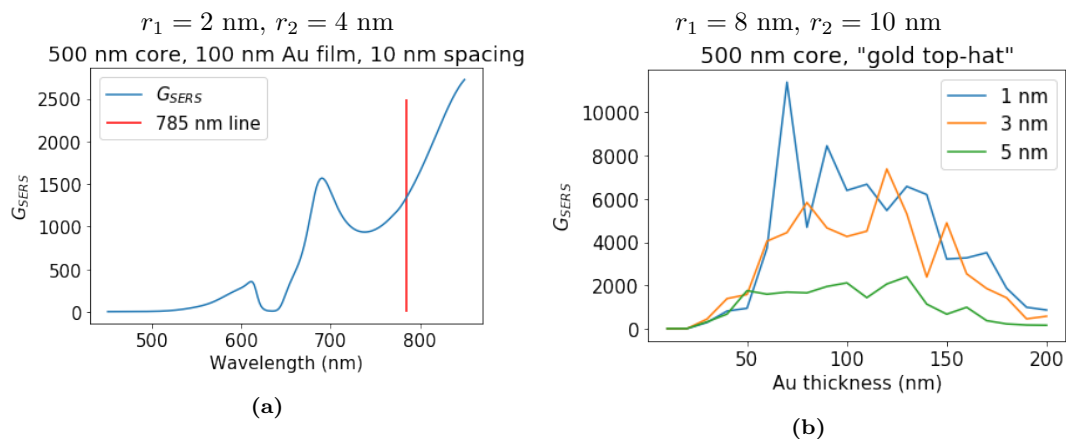 r₁ = 2 nm, r₂ = 4 nm
500 nm core, 100 nm Au film, 10 nm spacing
G_SERS
785 nm line
2500
2000
1500
1000
500
0
G_SERS
500
600
700
800
Wavelength (nm)
(a)
r₁ = 8 nm, r₂ = 10 nm
500 nm core, "gold top-hat"
1 nm
3 nm
5 nm
10000
8000
6000
4000
2000
0
G_SERS
50
100
150
200
Au thickness (nm)
(b)